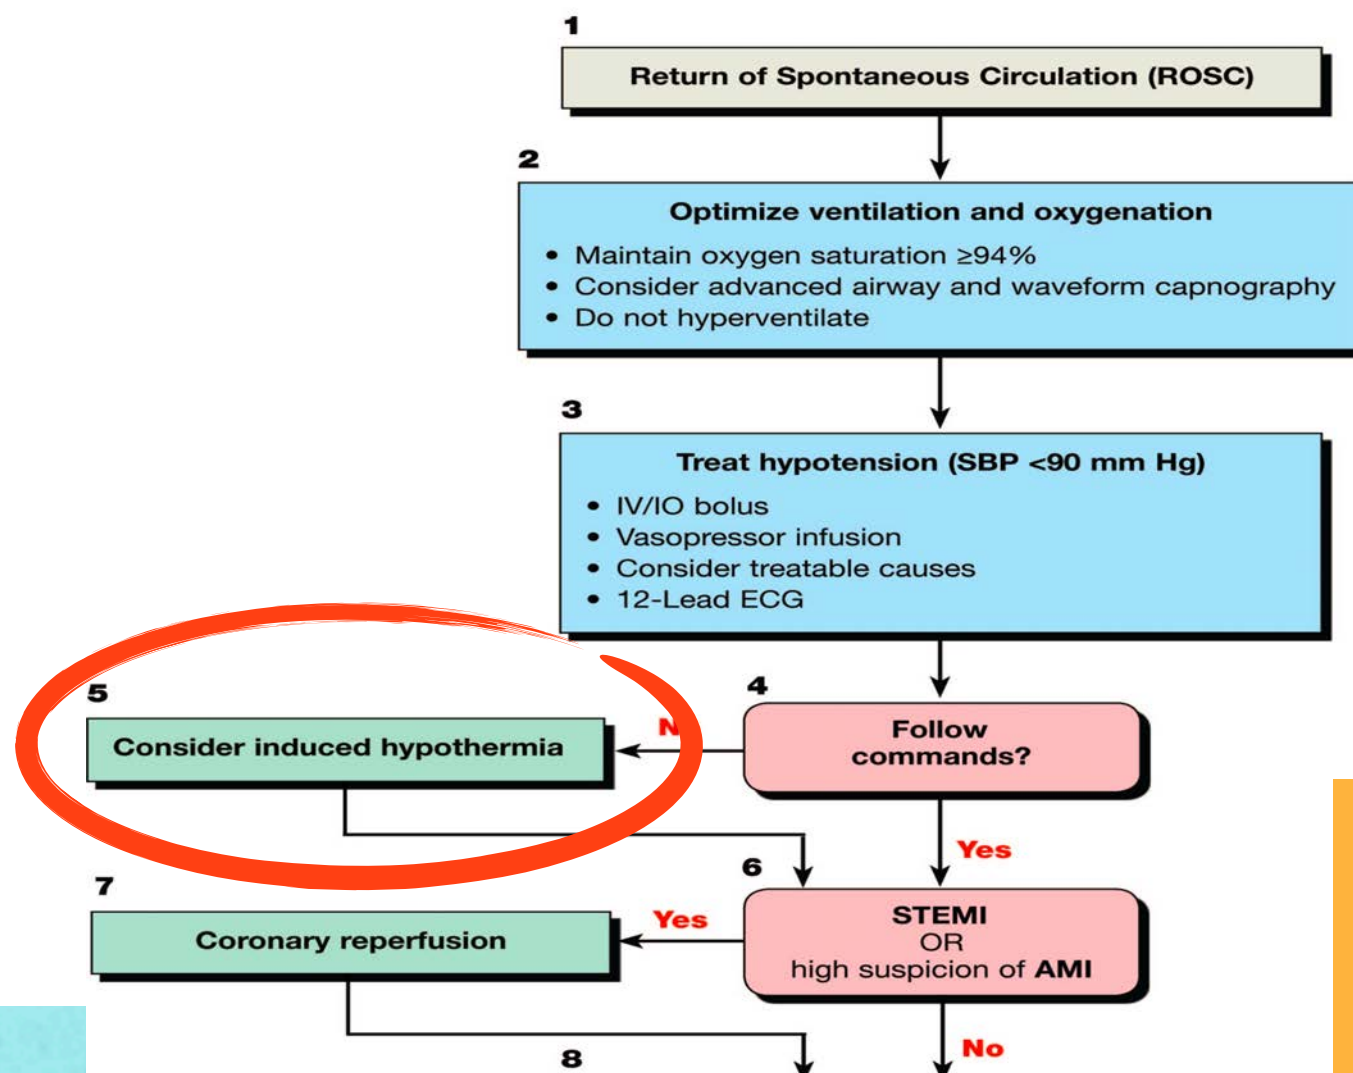 1
Return of Spontaneous Circulation (ROSC)
2
Optimize ventilation and oxygenation
• Maintain oxygen saturation ≥94%
• Consider advanced airway and waveform capnography
• Do not hyperventilate
3
Treat hypotension (SBP <90 mm Hg)
• IV/IO bolus
• Vasopressor infusion
• Consider treatable causes
• 12-Lead ECG
4
Follow
commands?
5
Consider induced hypothermia
Yes
6
STEMI
OR
high suspicion of AMI
Yes
7
Coronary reperfusion
No
8